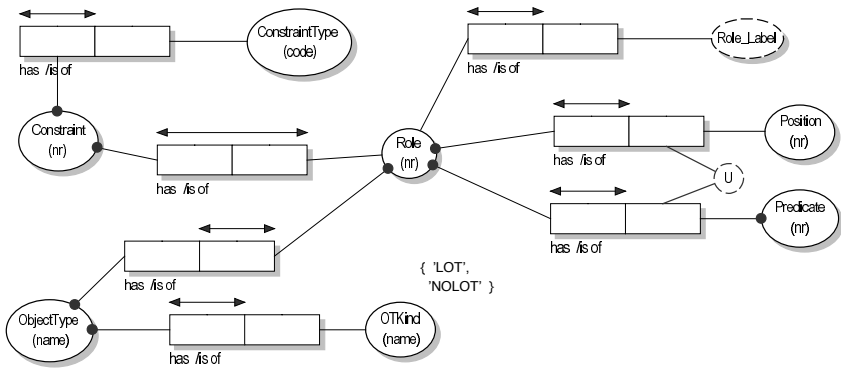 ConstraintType
(code)
has /is of
Role_Label
has /is of
Constraint
(nr)
has /is of
Role
(nr)
Position
(nr)
has /is of
U
Predicate
(nr)
has /is of
has /is of
{ 'LOT',
'NOLOT' }
ObjectType
(name)
OTKind
(name)
has /is of